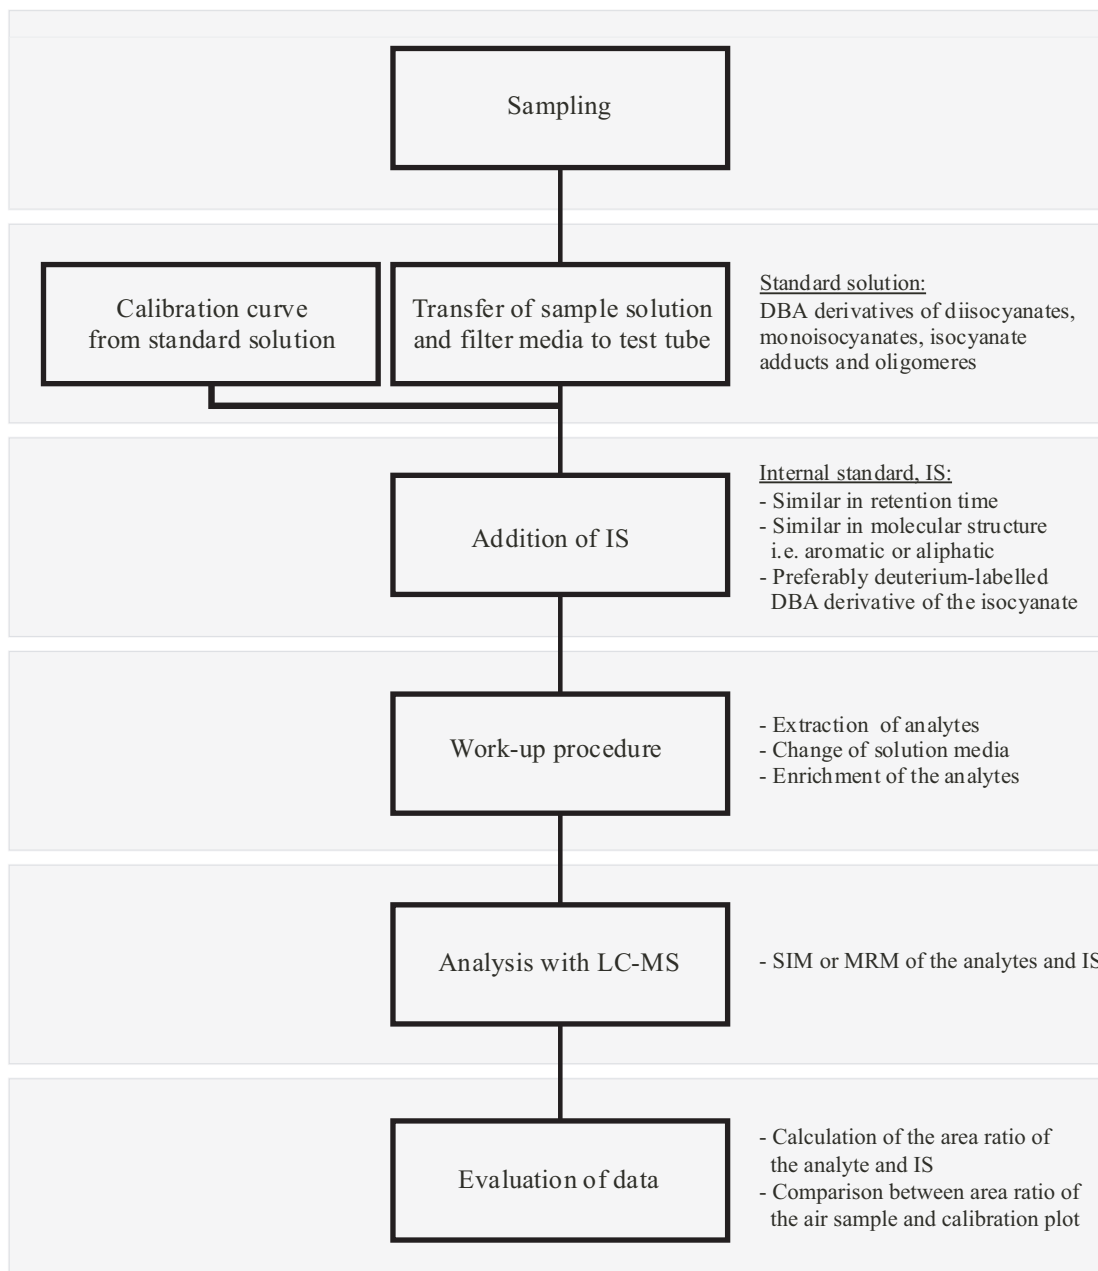 Sampling
Calibration curve
from standard solution
Transfer of sample solution
and filter media to test tube
Standard solution:
DBA derivatives of diisocyanates,
monoisocyanates, isocyanate
adducts and oligomeres
Addition of IS
Internal standard, IS:
- Similar in retention time
- Similar in molecular structure
i.e. aromatic or aliphatic
- Preferably deuterium-labelled
DBA derivative of the isocyanate
Work-up procedure
- Extraction of analytes
- Change of solution media
- Enrichment of the analytes
Analysis with LC-MS
- SIM or MRM of the analytes and IS
Evaluation of data
- Calculation of the area ratio of
the analyte and IS
- Comparison between area ratio of
the air sample and calibration plot